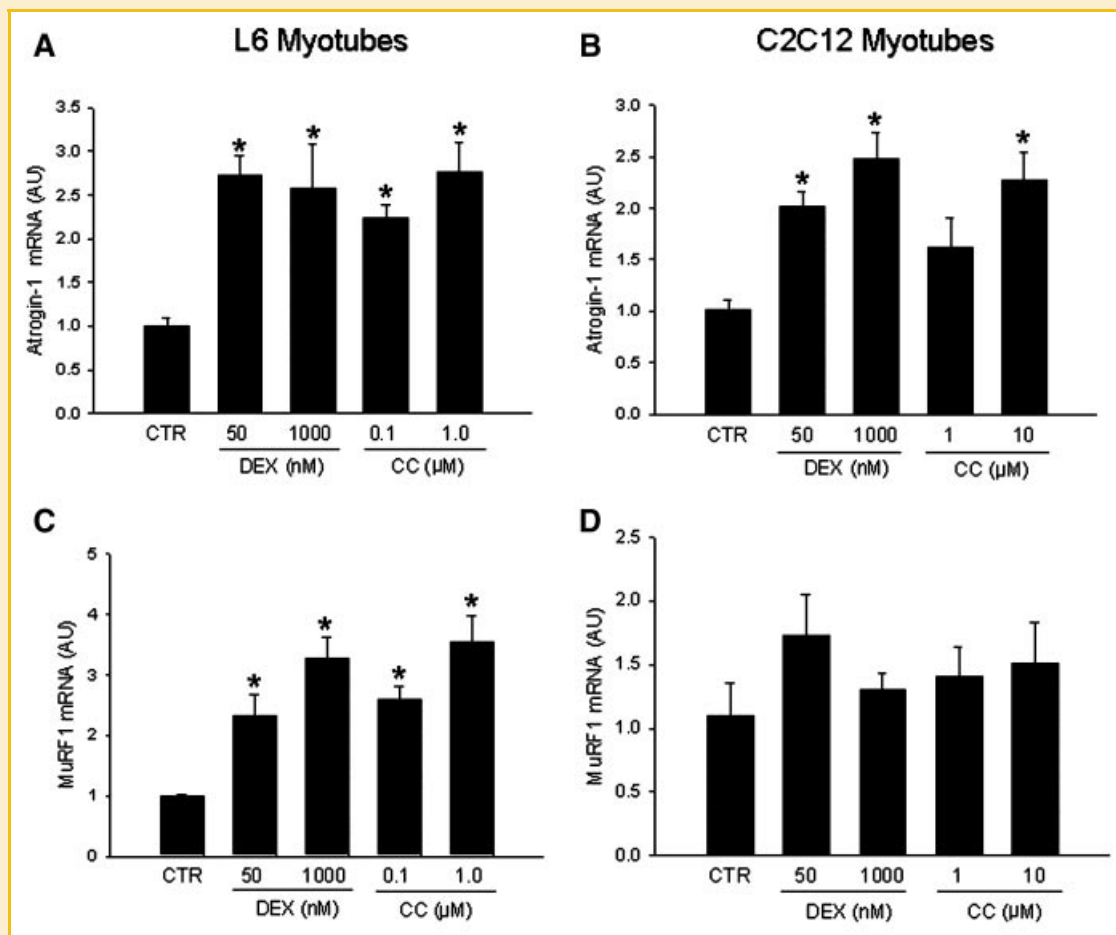 A
L6 Myotubes
Atrogin-1 mRNA (AU)
3.5
3.0
2.5
2.0
1.5
1.0
0.5
0.0
* * * *
CTR 50 1000 0.1 1.0
DEX (nM) CC (μM)
B
C2C12 Myotubes
Atrogin-1 mRNA (AU)
3.0
2.5
2.0
1.5
1.0
0.5
0.0
* * *
CTR 50 1000 1 10
DEX (nM) CC (μM)
C
MuRF1 mRNA (AU)
5
4
3
2
1
0
* * * *
CTR 50 1000 0.1 1.0
DEX (nM) CC (μM)
D
MuRF1 mRNA (AU)
2.5
2.0
1.5
1.0
0.5
0.0
CTR 50 1000 1 10
DEX (nM) CC (μM)